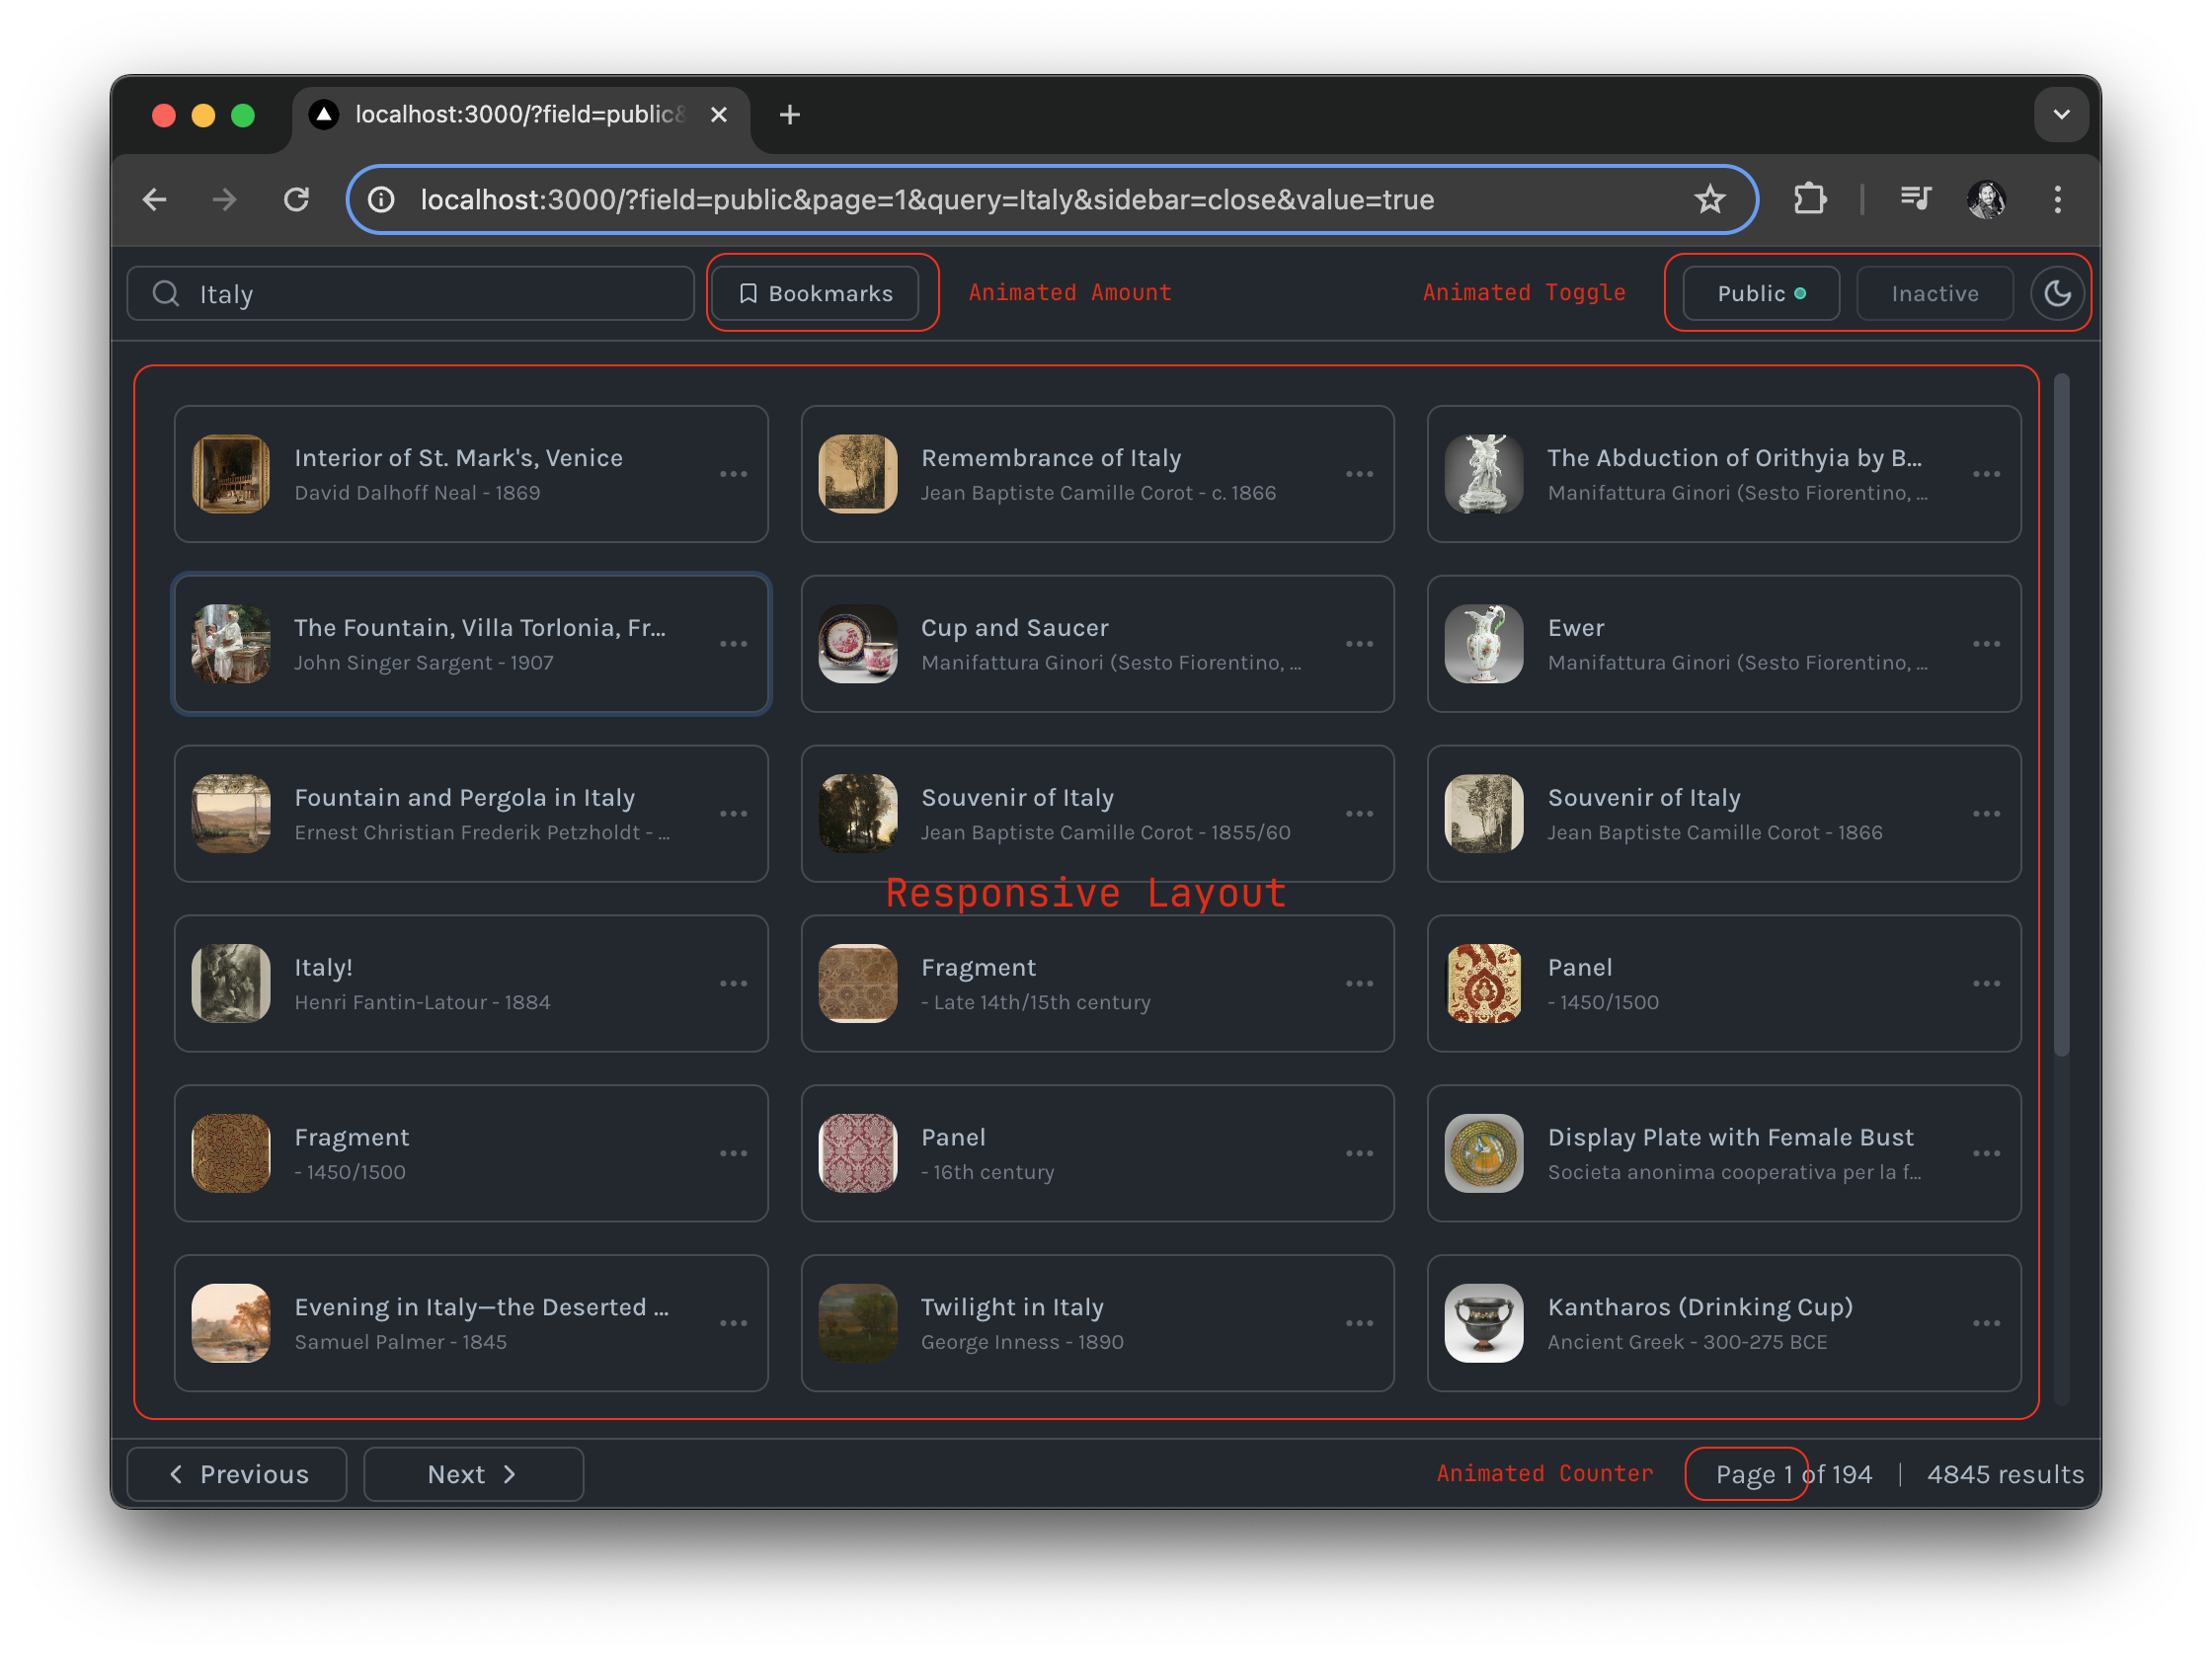 localhost:3000/?field=public&
localhost:3000/?field=public&page=1&query=Italy&sidebar=close&value=true
Italy
Bookmarks
Animated Amount
Animated Toggle
Public
Inactive
Interior of St. Mark's, Venice
David Dalhoff Neal - 1869
Remembrance of Italy
Jean Baptiste Camille Corot - c. 1866
The Abduction of Orithyia by B...
Manifattura Ginori (Sesto Fiorentino, ...
The Fountain, Villa Torlonia, Fr...
John Singer Sargent - 1907
Cup and Saucer
Manifattura Ginori (Sesto Fiorentino, ...
Ewer
Manifattura Ginori (Sesto Fiorentino, ...
Fountain and Pergola in Italy
Ernest Christian Frederik Petzholdt - ...
Souvenir of Italy
Jean Baptiste Camille Corot - 1855/60
Souvenir of Italy
Jean Baptiste Camille Corot - 1866
Responsive Layout
Italy!
Henri Fantin-Latour - 1884
Fragment
- Late 14th/15th century
Panel
- 1450/1500
Fragment
- 1450/1500
Panel
- 16th century
Display Plate with Female Bust
Societa anonima cooperativa per la f...
Evening in Italy—the Deserted ...
Samuel Palmer - 1845
Twilight in Italy
George Inness - 1890
Kantharos (Drinking Cup)
Ancient Greek - 300-275 BCE
Previous
Next
Animated Counter
Page 1 of 194
4845 results